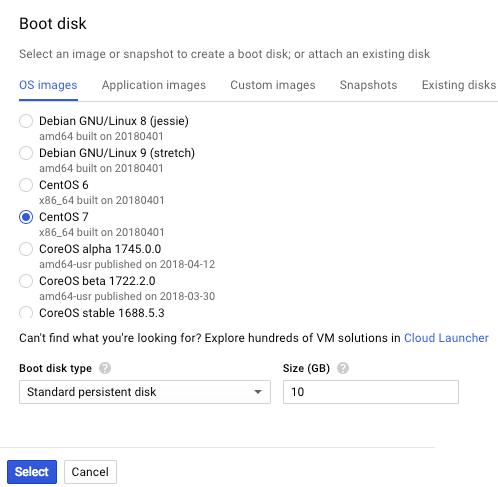 Boot disk
Select an image or snapshot to create a boot disk; or attach an existing disk
OS images Application images Custom images Snapshots Existing disks
Debian GNU/Linux 8 (jessie)
amd64 built on 20180401
Debian GNU/Linux 9 (stretch)
amd64 built on 20180401
CentOS 6
x86_64 built on 20180401
CentOS 7
x86_64 built on 20180401
CoreOS alpha 1745.0.0
amd64-usr published on 2018-04-12
CoreOS beta 1722.2.0
amd64-usr published on 2018-03-30
CoreOS stable 1688.5.3
Can't find what you're looking for? Explore hundreds of VM solutions in Cloud Launcher
Boot disk type ? Size (GB) ?
Standard persistent disk 10
Select Cancel